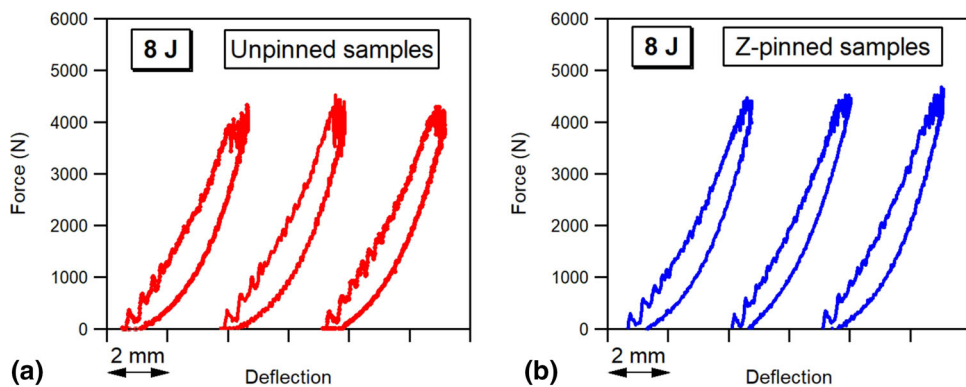 6000
5000
4000
3000
2000
1000
0
Force (N)
8 J
Unpinned samples
2 mm
Deflection
(a)
6000
5000
4000
3000
2000
1000
0
Force (N)
8 J
Z-pinned samples
2 mm
Deflection
(b)